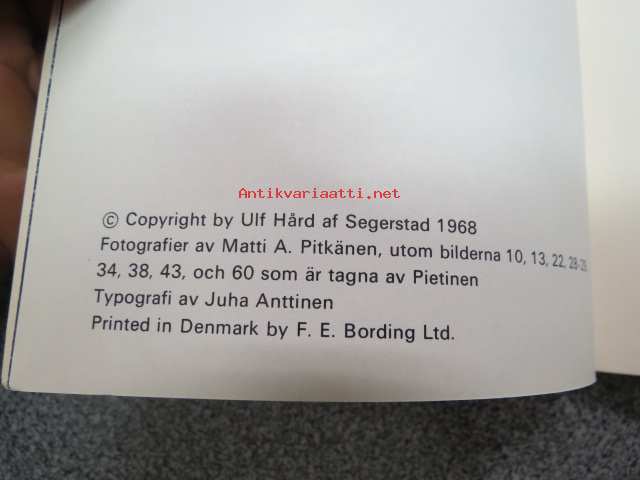 Antikvariaatti.net
© Copyright by Ulf Hård af Segerstad 1968
Fotografier av Matti A. Pitkänen, utom bilderna 10, 13, 22, 28-29
34, 38, 43, och 60 som är tagna av Pietinen
Typografi av Juha Anttinen
Printed in Denmark by F. E. Bording Ltd.